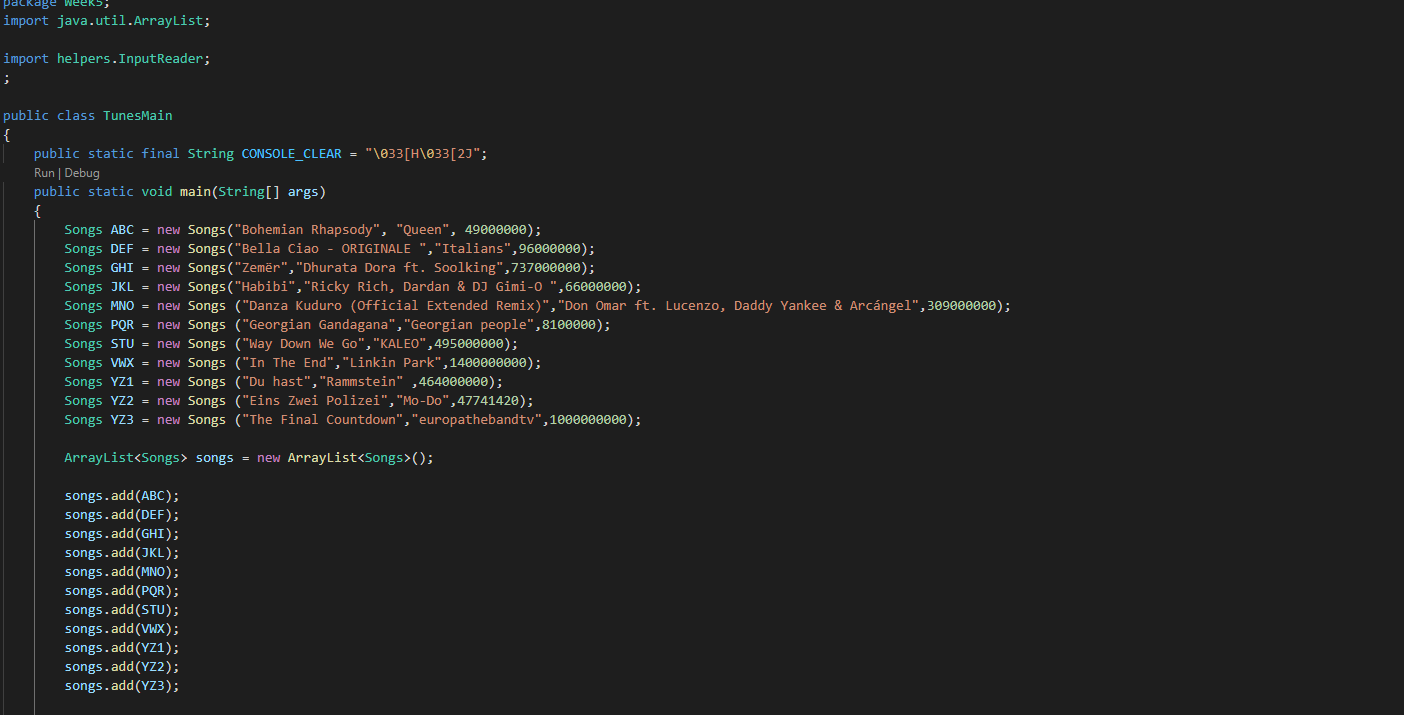 package Week5;
import java.util.ArrayList;
import helpers.InputReader;
;
public class TunesMain
{
public static final String CONSOLE_CLEAR = "\033[H\033[2J";
Run | Debug
public static void main(String[] args)
{
Songs ABC = new Songs("Bohemian Rhapsody", "Queen", 49000000);
Songs DEF = new Songs("Bella Ciao - ORIGINALE ","Italians",96000000);
Songs GHI = new Songs("Zemër","Dhurata Dora ft. Soolking",737000000);
Songs JKL = new Songs("Habibi","Ricky Rich, Dardan & DJ Gimi-O ",66000000);
Songs MNO = new Songs ("Danza Kuduro (Official Extended Remix)","Don Omar ft. Lucenzo, Daddy Yankee & Arcángel",309000000);
Songs PQR = new Songs ("Georgian Gandagana","Georgian people",8100000);
Songs STU = new Songs ("Way Down We Go","KALEO",495000000);
Songs VWX = new Songs ("In The End","Linkin Park",1400000000);
Songs YZ1 = new Songs ("Du hast","Rammstein" ,464000000);
Songs YZ2 = new Songs ("Eins Zwei Polizei","Mo-Do",47741420);
Songs YZ3 = new Songs ("The Final Countdown","europathebandtv",1000000000);
ArrayList<Songs> songs = new ArrayList<Songs>();
songs.add(ABC);
songs.add(DEF);
songs.add(GHI);
songs.add(JKL);
songs.add(MNO);
songs.add(PQR);
songs.add(STU);
songs.add(VWX);
songs.add(YZ1);
songs.add(YZ2);
songs.add(YZ3);